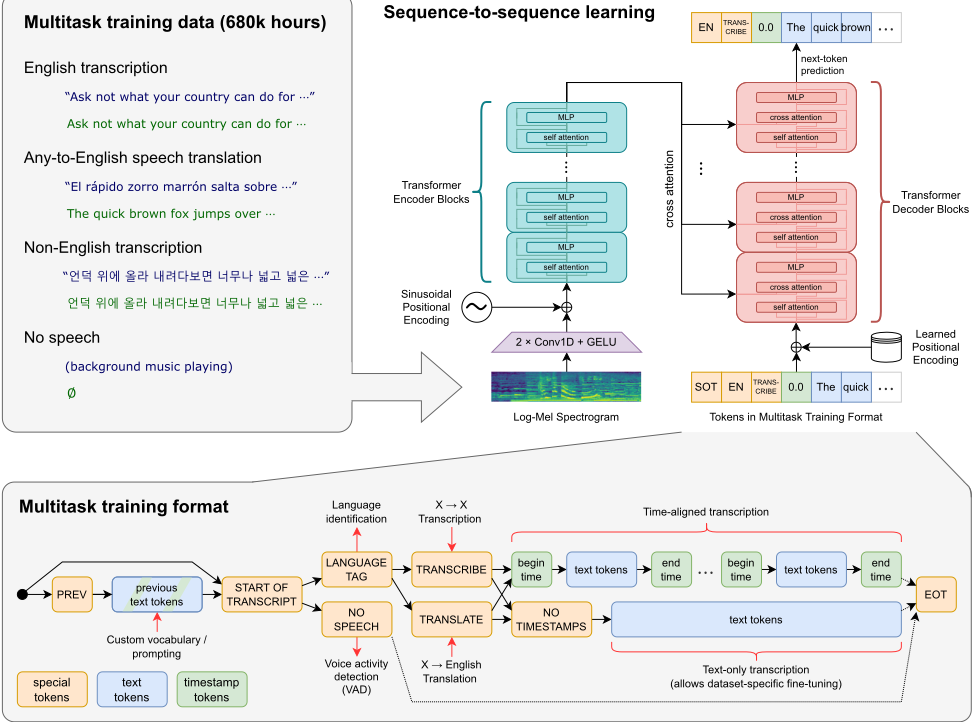 Multitask training data (680k hours)
English transcription
“Ask not what your country can do for ⋯”
Ask not what your country can do for ⋯
Any-to-English speech translation
“El rápido zorro marrón salta sobre ⋯”
The quick brown fox jumps over ⋯
Non-English transcription
“언덕 위에 올라 내려다보면 너무나 넓고 넓은 ⋯”
언덕 위에 올라 내려다보면 너무나 넓고 넓은 ⋯
No speech
(background music playing)
Ø
Sequence-to-sequence learning
EN TRANS-CRIBE 0.0 The quick brown ⋯
next-token
prediction
MLP
self attention
⋯
MLP
self attention
MLP
self attention
Transformer
Encoder Blocks
Sinusoidal
Positional
Encoding
2 × Conv1D + GELU
Log-Mel Spectrogram
cross attention
⋯
MLP
cross attention
self attention
⋯
MLP
cross attention
self attention
MLP
cross attention
self attention
Transformer
Decoder Blocks
Learned
Positional
Encoding
SOT EN TRANS-CRIBE 0.0 The quick ⋯
Tokens in Multitask Training Format
Multitask training format
PREV
previous
text tokens
Custom vocabulary /
prompting
START OF
TRANSCRIPT
Language
identification
LANGUAGE
TAG
NO
SPEECH
Voice activity
detection
(VAD)
X → X
Transcription
TRANSCRIBE
TRANSLATE
X → English
Translation
Time-aligned transcription
begin
time
text tokens
end
time
⋯
begin
time
text tokens
end
time
NO
TIMESTAMPS
text tokens
Text-only transcription
(allows dataset-specific fine-tuning)
EOT
special
tokens
text
tokens
timestamp
tokens